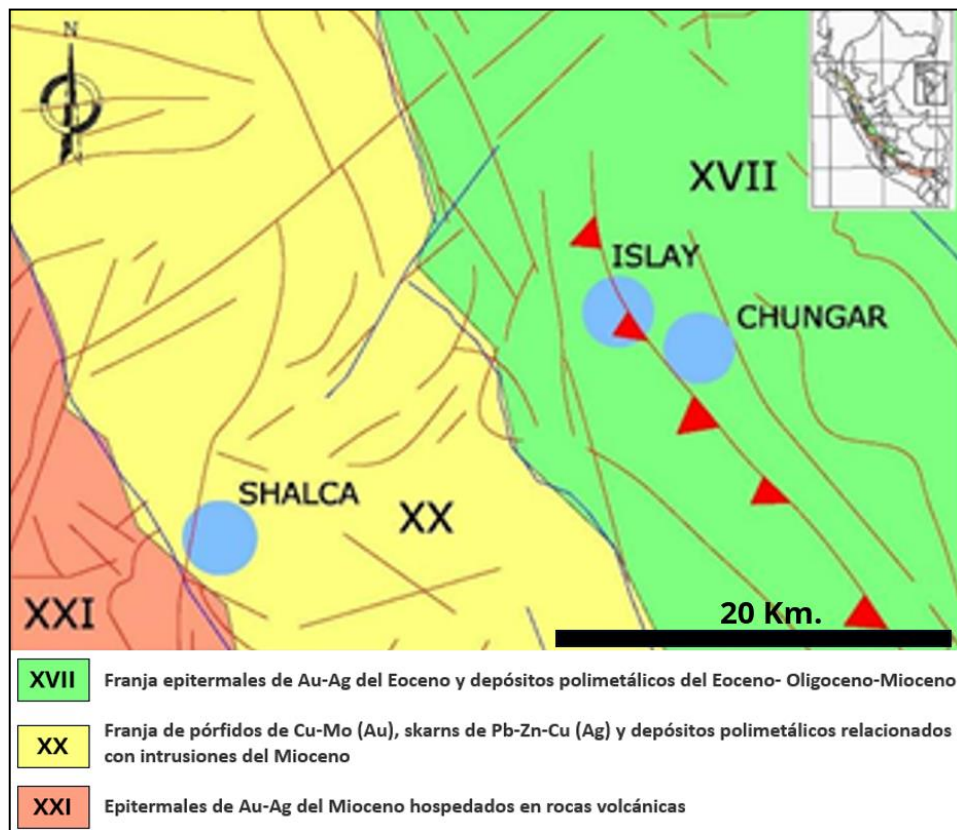 N
XVII
ISLAY
CHUNGAR
SHALCA
XX
XXI
20 Km.
XVII Franja epitermales de Au-Ag del Eoceno y depósitos polimetálicos del Eoceno- Oligoceno-Mioceno
XX Franja de pórfidos de Cu-Mo (Au), skarns de Pb-Zn-Cu (Ag) y depósitos polimetálicos relacionados
con intrusiones del Mioceno
XXI Epitermales de Au-Ag del Mioceno hospedados en rocas volcánicas